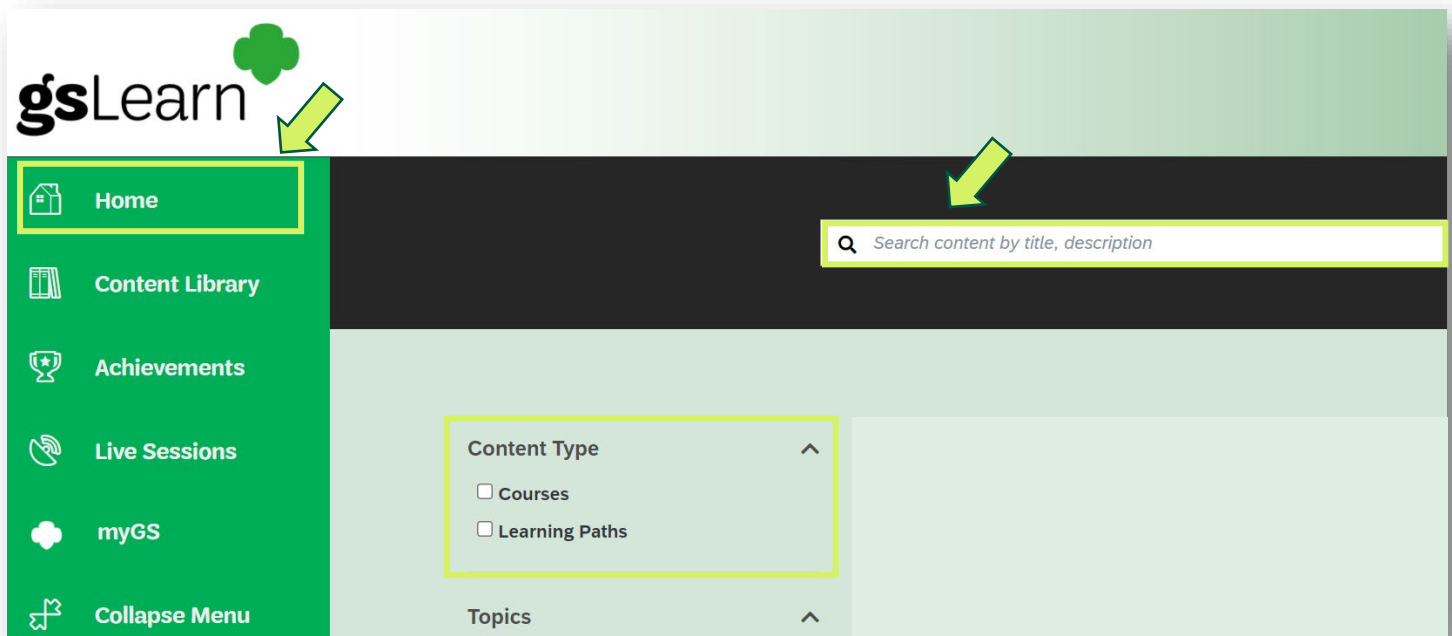 gsLearn
Home
Content Library
Achievements
Live Sessions
myGS
Collapse Menu
Search content by title, description
Content Type
Courses
Learning Paths
Topics